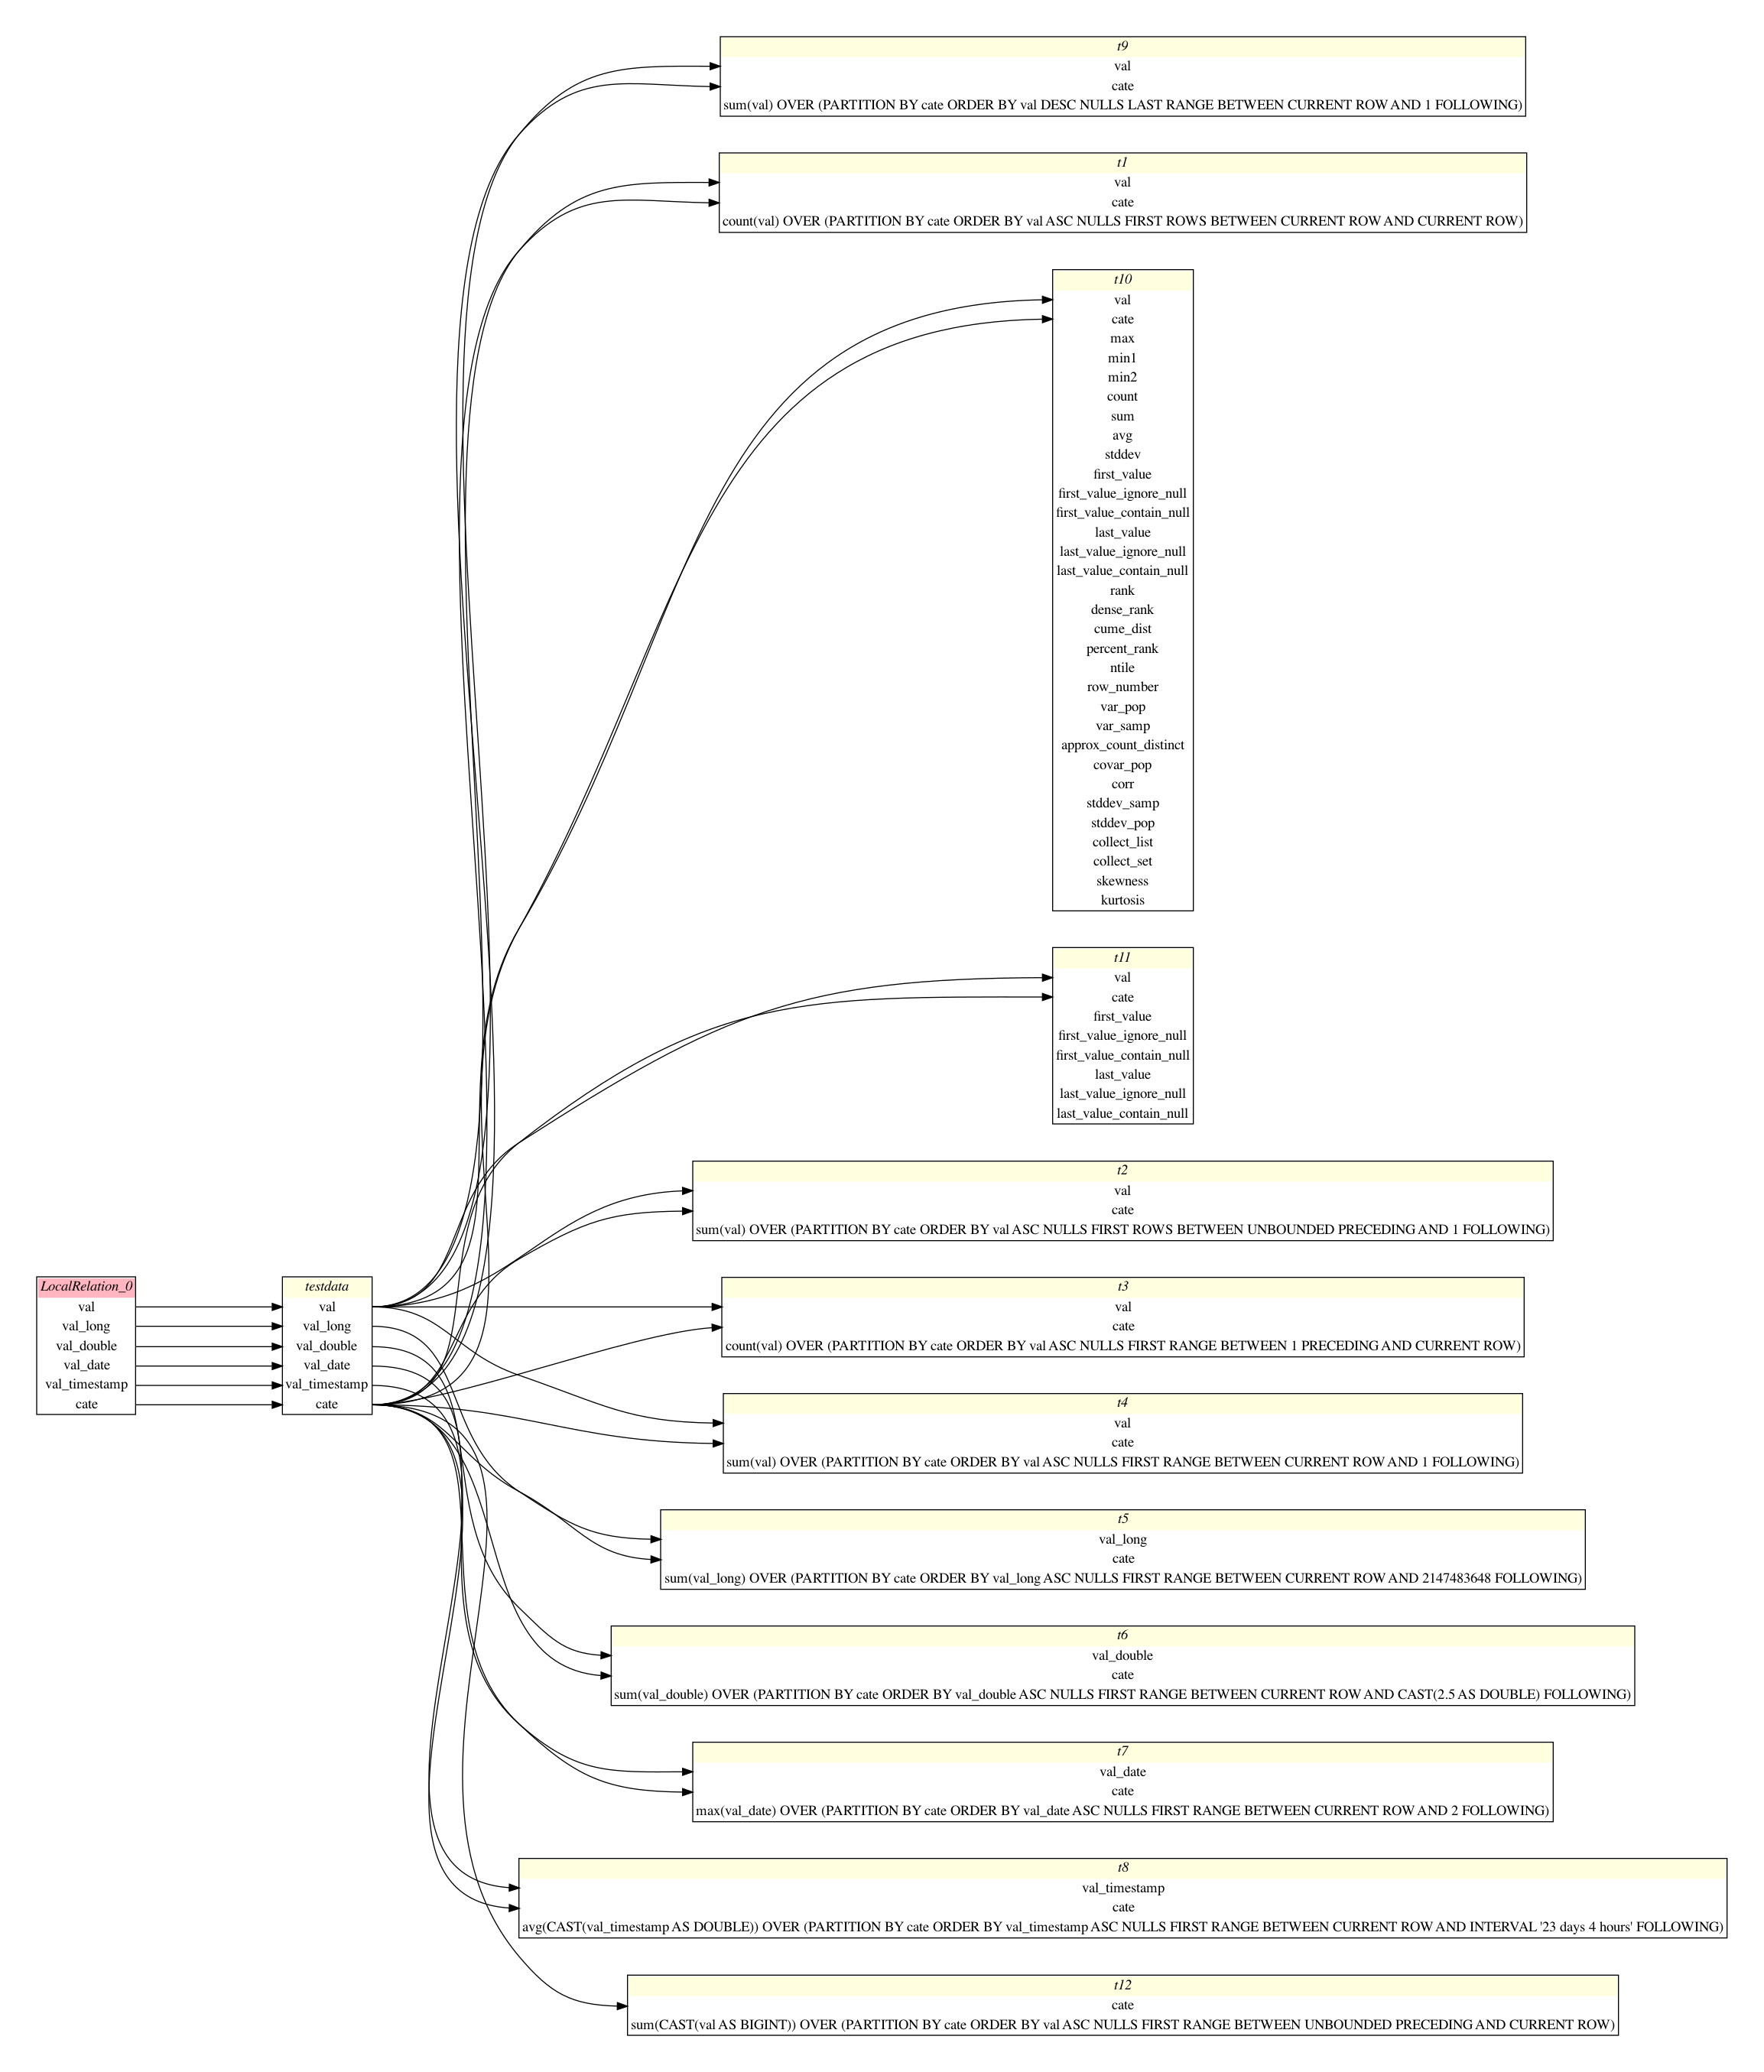 t9
val
cate
sum(val) OVER (PARTITION BY cate ORDER BY val DESC NULLS LAST RANGE BETWEEN CURRENT ROW AND 1 FOLLOWING)
t1
val
cate
count(val) OVER (PARTITION BY cate ORDER BY val ASC NULLS FIRST ROWS BETWEEN CURRENT ROW AND CURRENT ROW)
t10
val
cate
max
min1
min2
count
sum
avg
stddev
first_value
first_value_ignore_null
first_value_contain_null
last_value
last_value_ignore_null
last_value_contain_null
rank
dense_rank
cume_dist
percent_rank
ntile
row_number
var_pop
var_samp
approx_count_distinct
covar_pop
corr
stddev_samp
stddev_pop
collect_list
collect_set
skewness
kurtosis
t11
val
cate
first_value
first_value_ignore_null
first_value_contain_null
last_value
last_value_ignore_null
last_value_contain_null
t2
val
cate
sum(val) OVER (PARTITION BY cate ORDER BY val ASC NULLS FIRST ROWS BETWEEN UNBOUNDED PRECEDING AND 1 FOLLOWING)
LocalRelation_0
val
val_long
val_double
val_date
val_timestamp
cate
testdata
val
val_long
val_double
val_date
val_timestamp
cate
t3
val
cate
count(val) OVER (PARTITION BY cate ORDER BY val ASC NULLS FIRST RANGE BETWEEN 1 PRECEDING AND CURRENT ROW)
t4
val
cate
sum(val) OVER (PARTITION BY cate ORDER BY val ASC NULLS FIRST RANGE BETWEEN CURRENT ROW AND 1 FOLLOWING)
t5
val_long
cate
sum(val_long) OVER (PARTITION BY cate ORDER BY val_long ASC NULLS FIRST RANGE BETWEEN CURRENT ROW AND 2147483648 FOLLOWING)
t6
val_double
cate
sum(val_double) OVER (PARTITION BY cate ORDER BY val_double ASC NULLS FIRST RANGE BETWEEN CURRENT ROW AND CAST(2.5 AS DOUBLE) FOLLOWING)
t7
val_date
cate
max(val_date) OVER (PARTITION BY cate ORDER BY val_date ASC NULLS FIRST RANGE BETWEEN CURRENT ROW AND 2 FOLLOWING)
t8
val_timestamp
cate
avg(CAST(val_timestamp AS DOUBLE)) OVER (PARTITION BY cate ORDER BY val_timestamp ASC NULLS FIRST RANGE BETWEEN CURRENT ROW AND INTERVAL '23 days 4 hours' FOLLOWING)
t12
cate
sum(CAST(val AS BIGINT)) OVER (PARTITION BY cate ORDER BY val ASC NULLS FIRST RANGE BETWEEN UNBOUNDED PRECEDING AND CURRENT ROW)